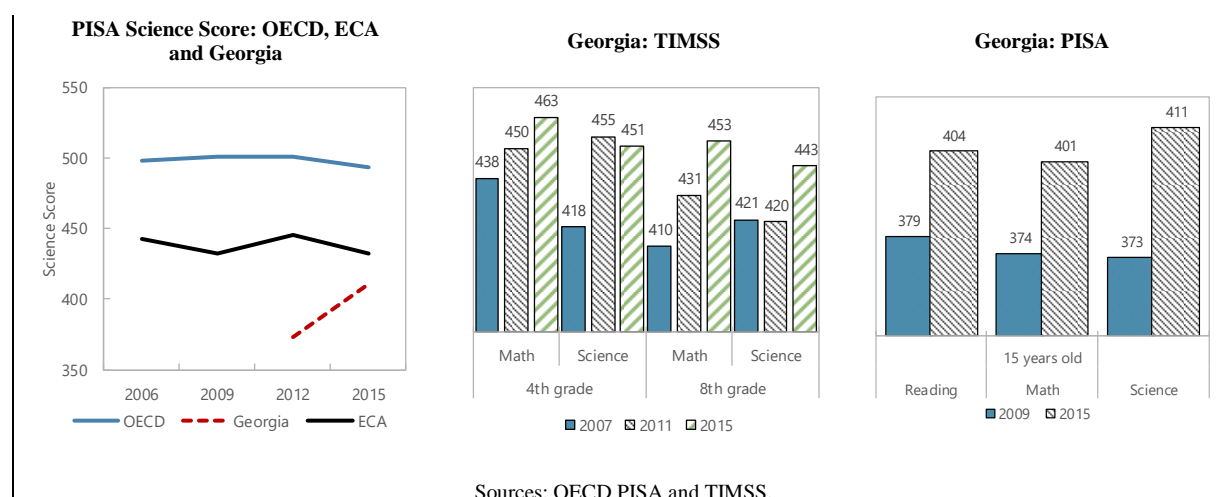 PISA Science Score: OECD, ECA
and Georgia
550
500
450
400
350
Science Score
2006 2009 2012 2015
OECD Georgia ECA
Georgia: TIMSS
438 450 463 418 455 451 410 431 453 421 420 443
Math Science Math Science
4th grade 8th grade
2007 2011 2015
Georgia: PISA
379 404 374 401 373 411
15 years old
Reading Math Science
2009 2015
Sources: OECD PISA and TIMSS.